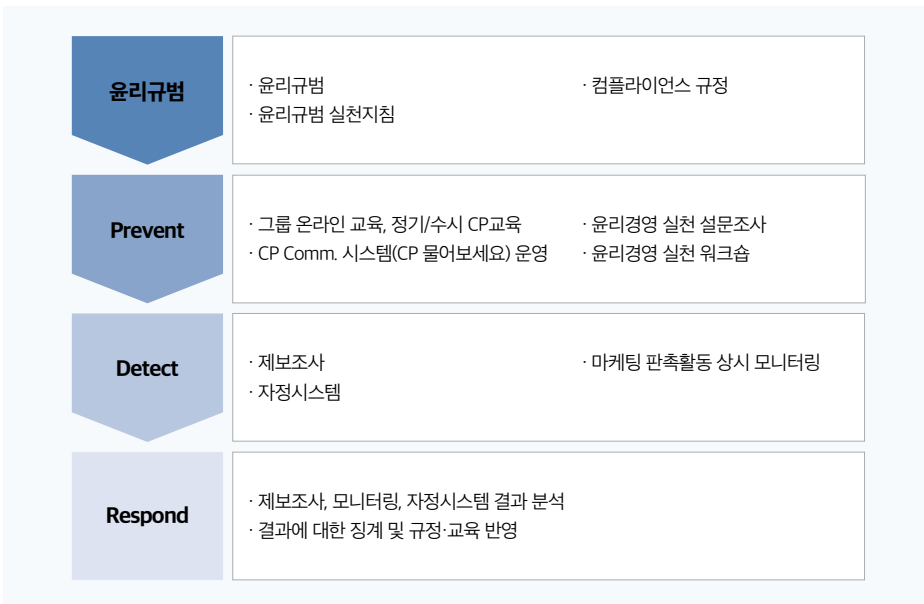 윤리규범
· 윤리규범
· 컴플라이언스 규정
· 윤리규범 실천지침
Prevent
· 그룹 온라인 교육, 정기/수시 CP교육
· 윤리경영 실천 설문조사
· CP Comm. 시스템(CP 물어보세요) 운영
· 윤리경영 실천 워크숍
Detect
· 제보조사
· 마케팅 판촉활동 상시 모니터링
· 자정시스템
Respond
· 제보조사, 모니터링, 자정시스템 결과 분석
· 결과에 대한 징계 및 규정·교육 반영